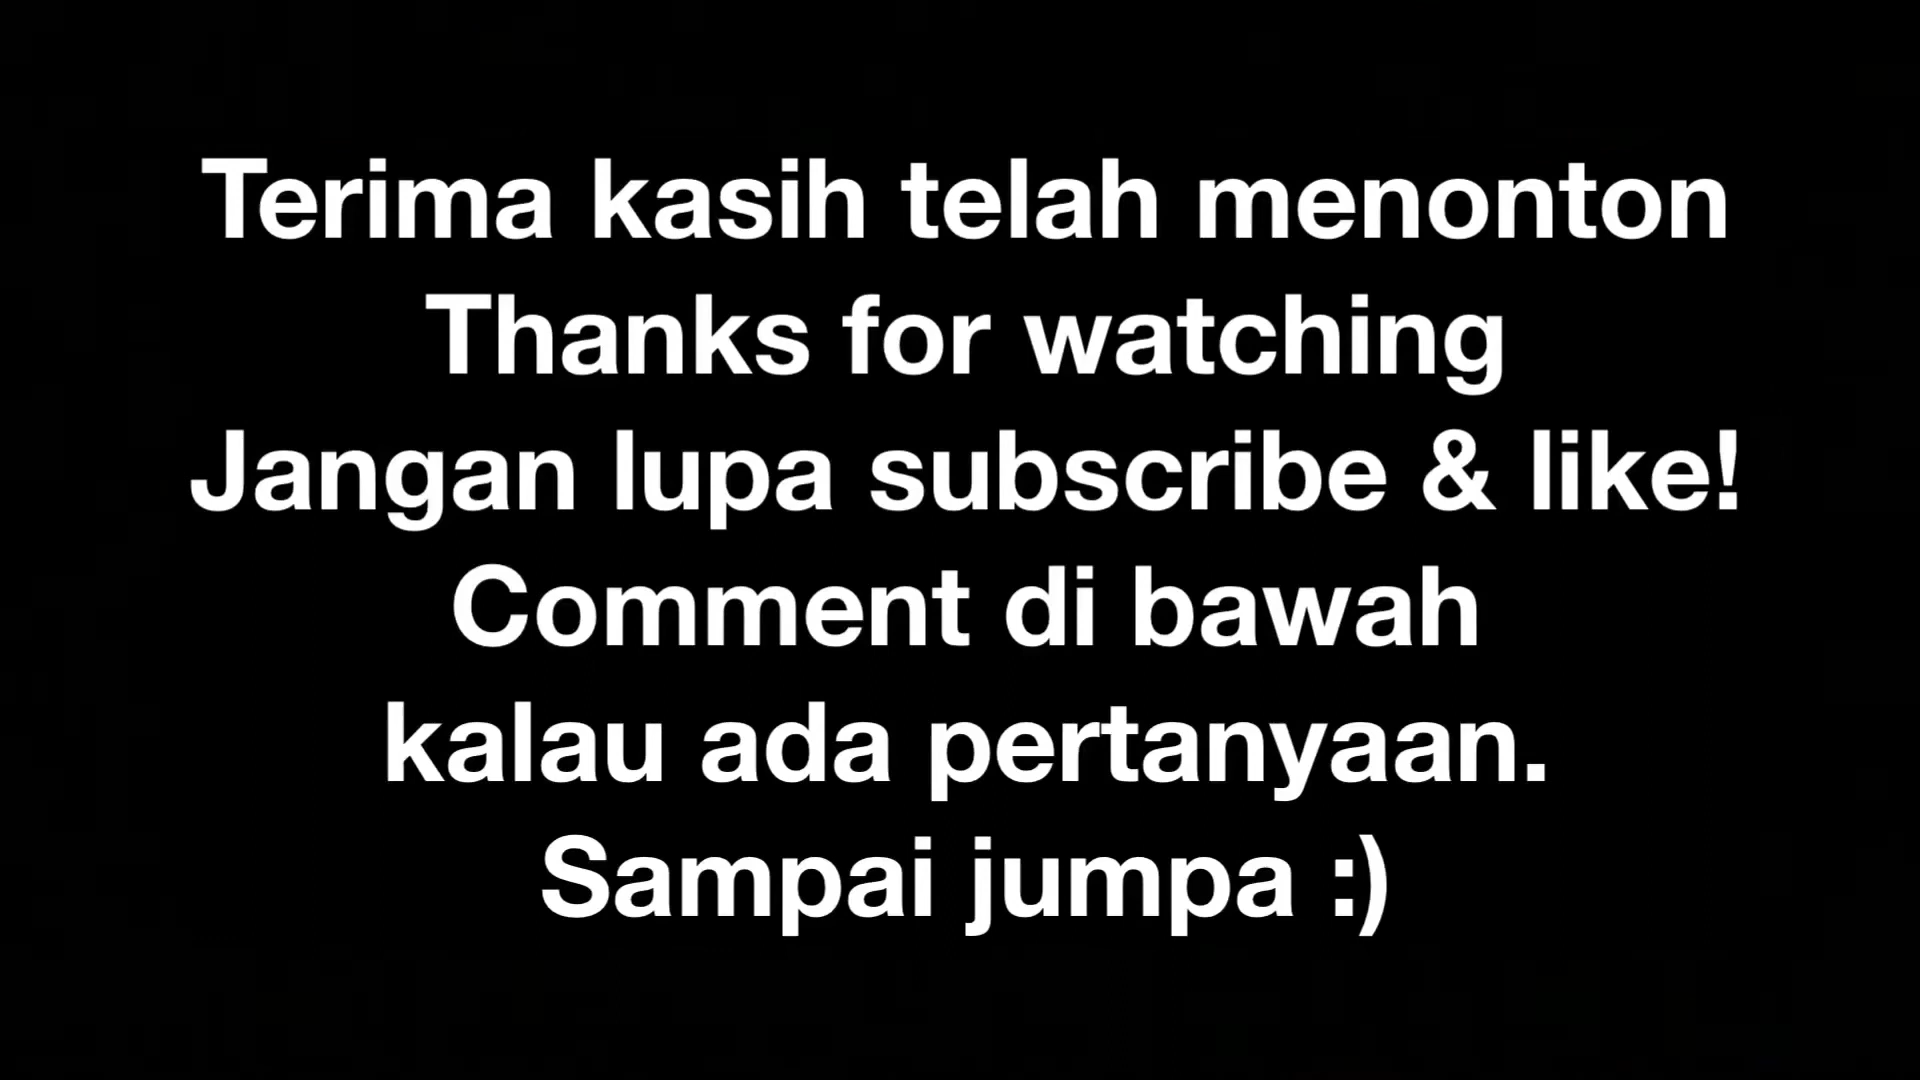 Terima kasih telah menonton
Thanks for watching
Jangan lupa subscribe & like!
Comment di bawah
kalau ada pertanyaan.
Sampai jumpa :)